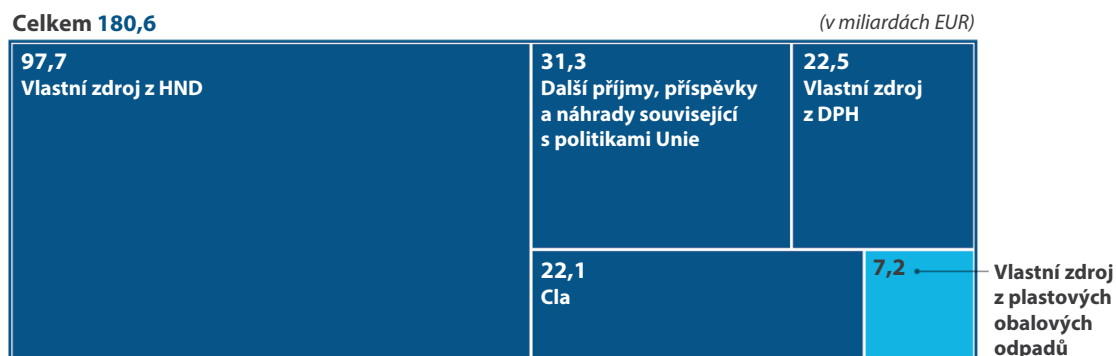 Celkem 180,6
(v miliardách EUR)
97,7
Vlastní zdroj z HND
31,3
Další příjmy, příspěvky
a náhrady související
s politikami Unie
22,5
Vlastní zdroj
z DPH
22,1
Cla
7,2
Vlastní zdroj
z plastových
obalových
odpadů